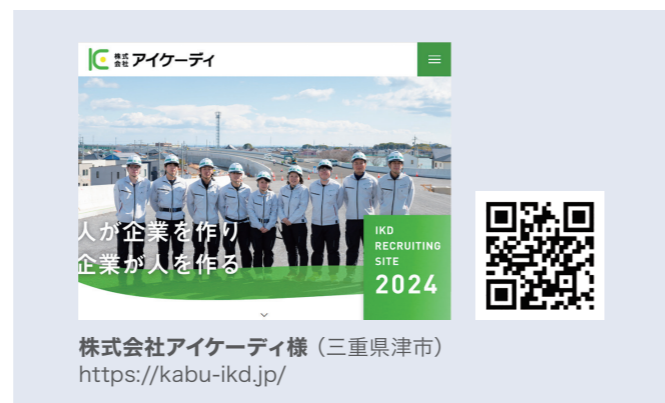 株式会社アイケーディ
人が企業を作り
企業が人を作る
IKD
RECRUITING
SITE
2024
株式会社アイケーディ様（三重県津市）
https://kabu-ikd.jp/